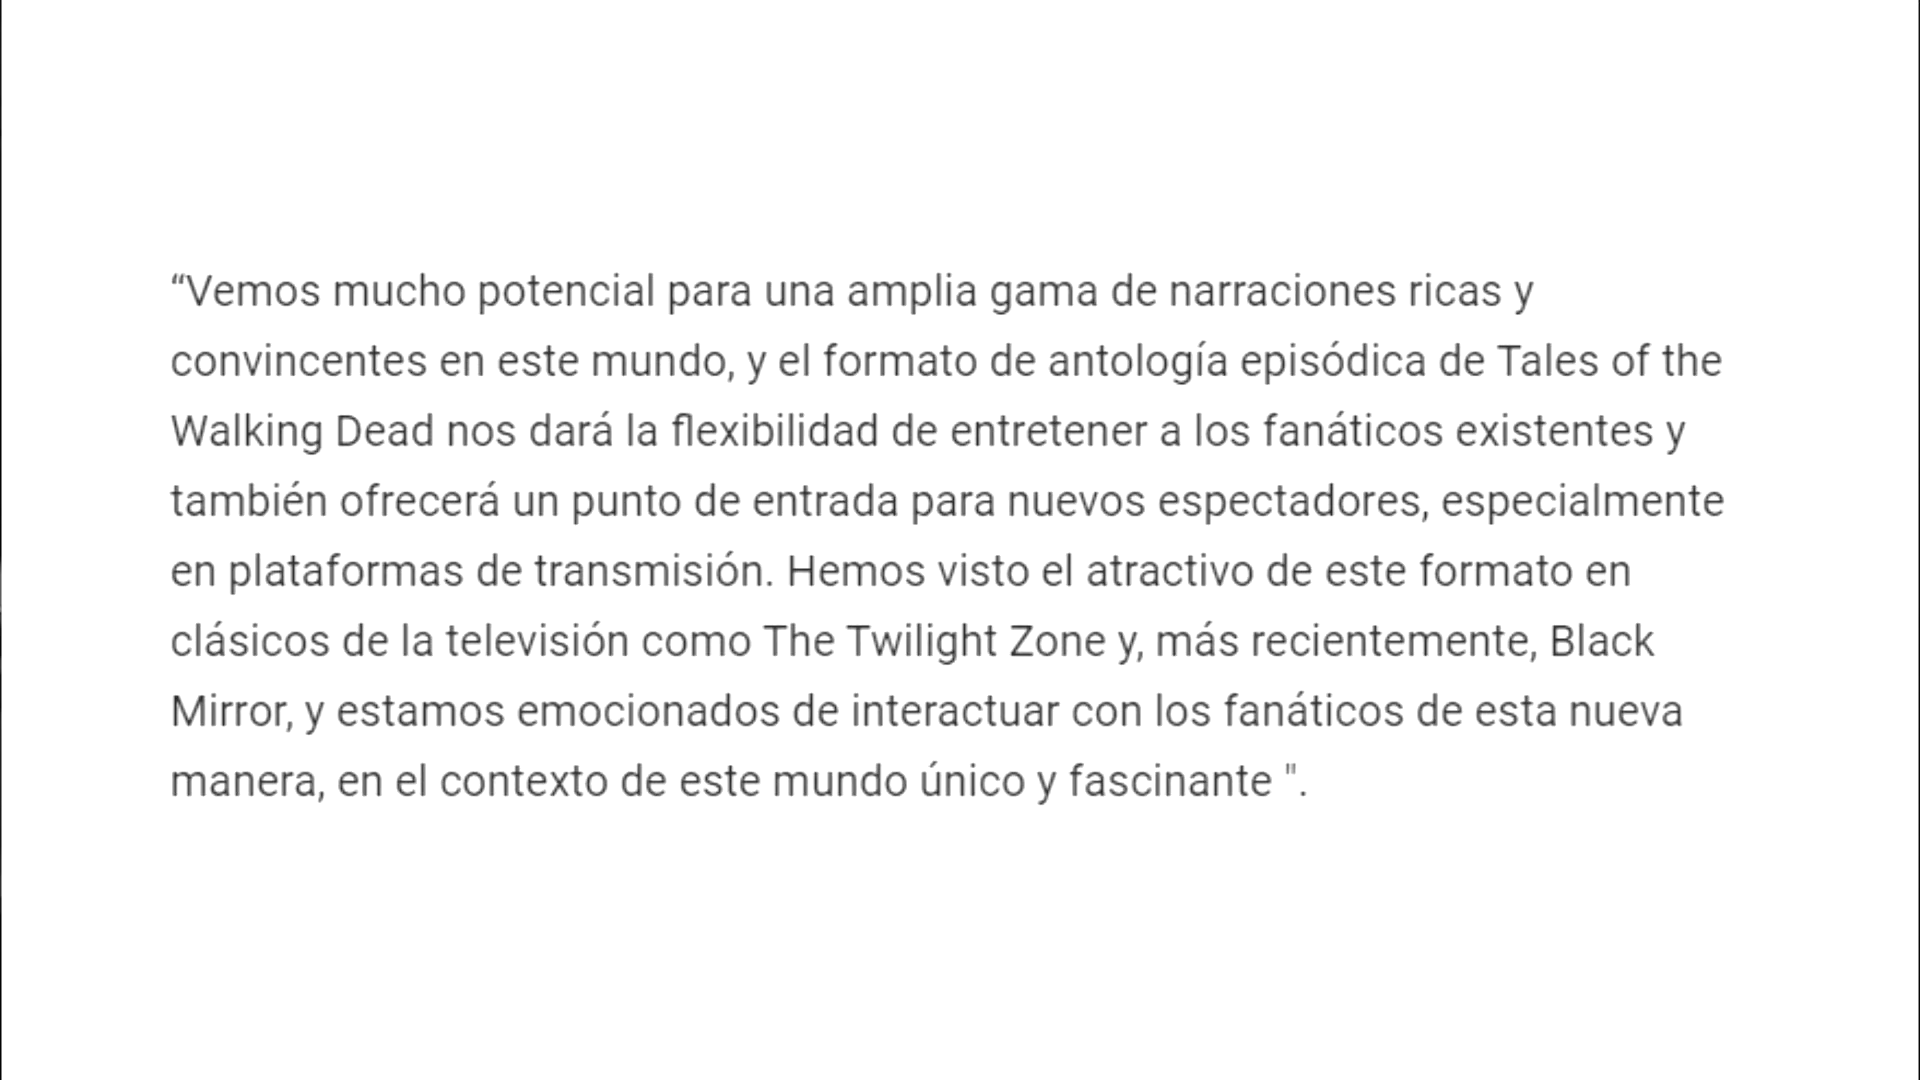 “Vemos mucho potencial para una amplia gama de narraciones ricas y
convincentes en este mundo, y el formato de antología episódica de Tales of the
Walking Dead nos dará la flexibilidad de entretener a los fanáticos existentes y
también ofrecerá un punto de entrada para nuevos espectadores, especialmente
en plataformas de transmisión. Hemos visto el atractivo de este formato en
clásicos de la televisión como The Twilight Zone y, más recientemente, Black
Mirror, y estamos emocionados de interactuar con los fanáticos de esta nueva
manera, en el contexto de este mundo único y fascinante ".